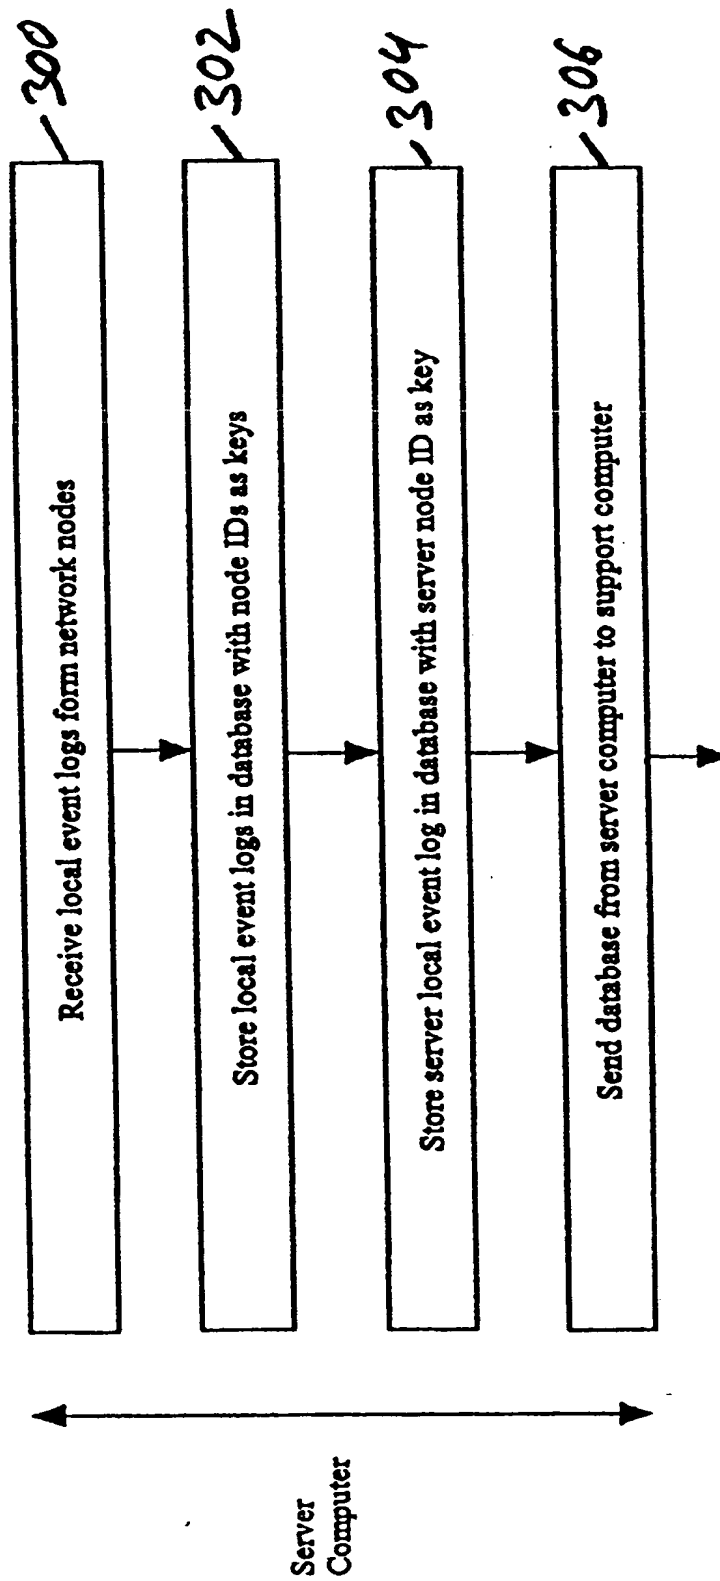 Receive local event logs form network nodes
300
Store local event logs in database with node IDs as keys
302
Store server local event log in database with server node ID as key
304
Send database from server computer to support computer
306
Server
Computer